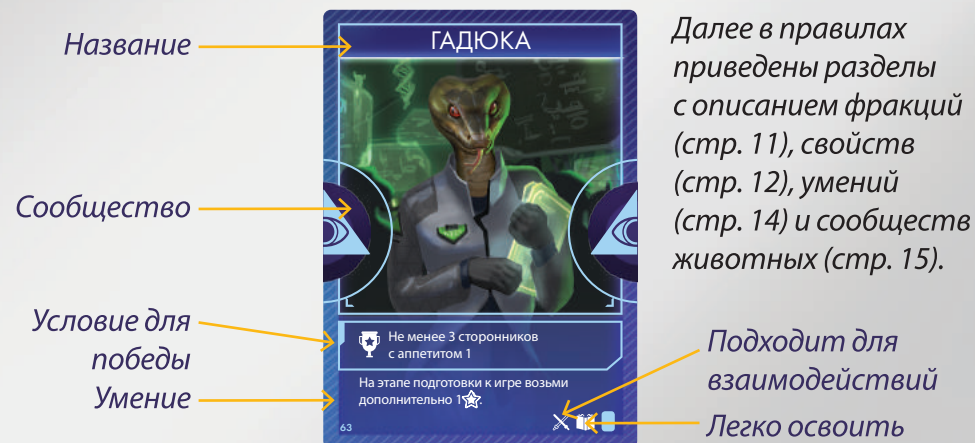 Название
Сообщество
Условие для
победы
Умение
ГАДЮКА
Не менее 3 сторонников
с аппетитом 1
На этапе подготовки к игре возьми
дополнительно 1
63
Далее в правилах
приведены разделы
с описанием фракций
(стр. 11), свойств
(стр. 12), умений
(стр. 14) и сообществ
животных (стр. 15).
Подходит для
взаимодействий
Легко освоить